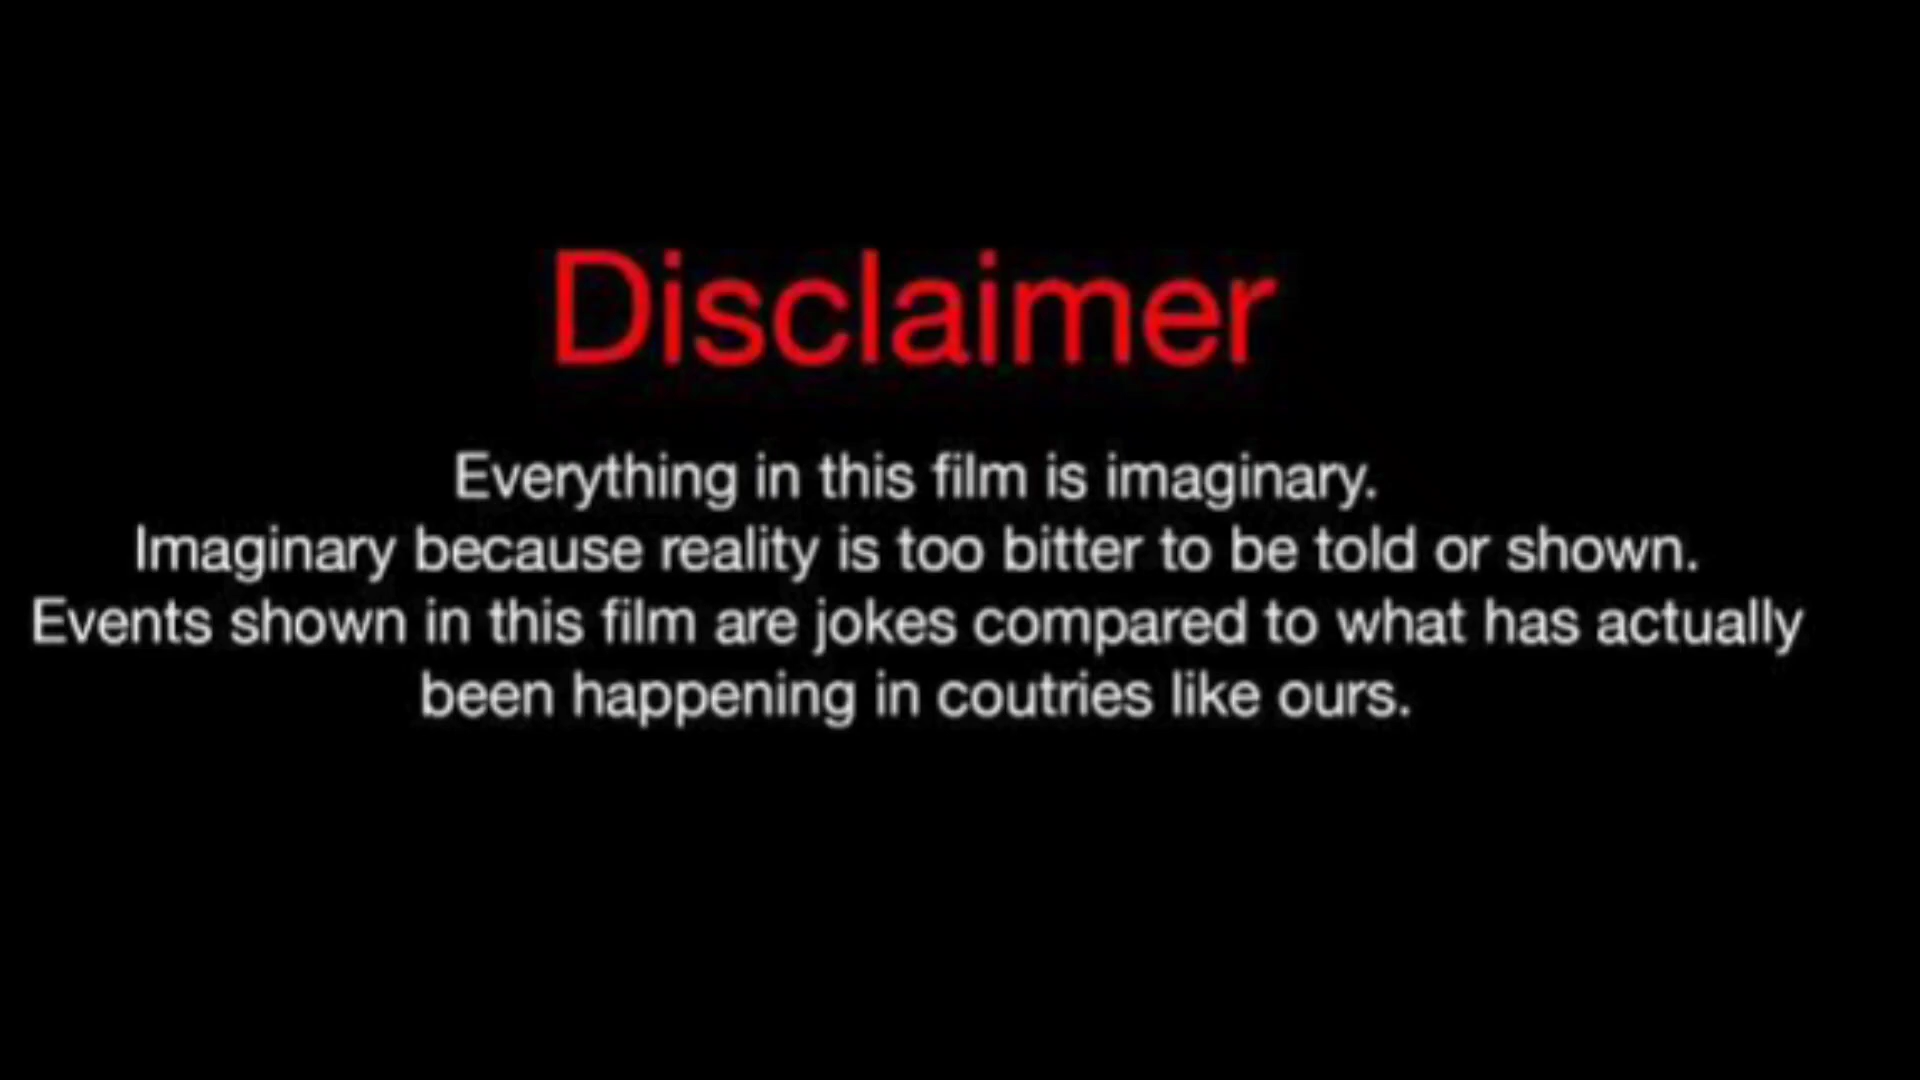 Disclaimer
Everything in this film is imaginary.
Imaginary because reality is too bitter to be told or shown.
Events shown in this film are jokes compared to what has actually
been happening in coutries like ours.